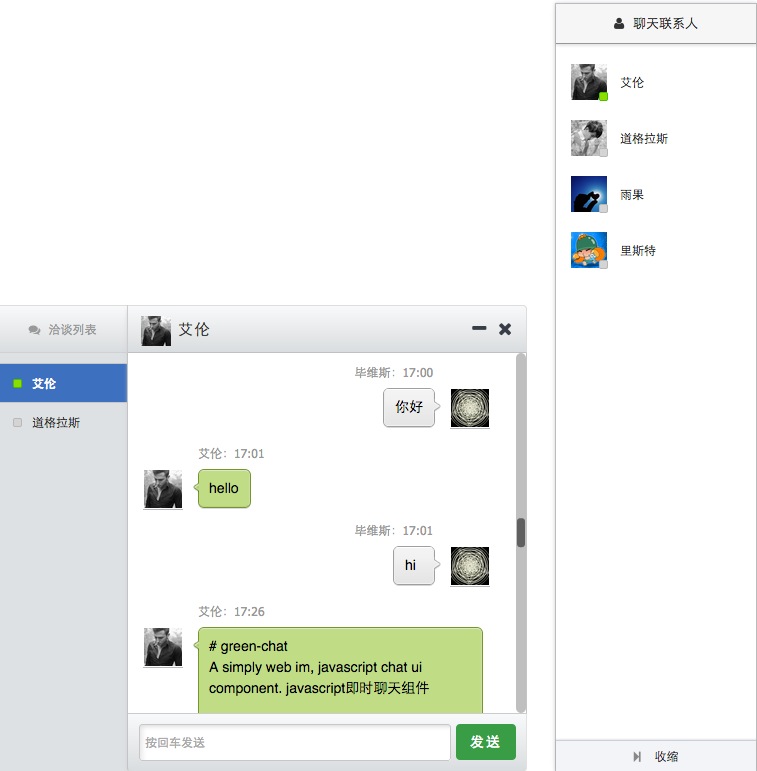 聊天联系人
艾伦
道格拉斯
雨果
里斯特
洽谈列表
艾伦
道格拉斯
艾伦
毕维斯：17:00
你好
艾伦：17:01
hello
毕维斯：17:01
hi
艾伦：17:26
# green-chat
A simply web im, javascript chat ui
component. javascript即时聊天组件
按回车发送
发送
收缩